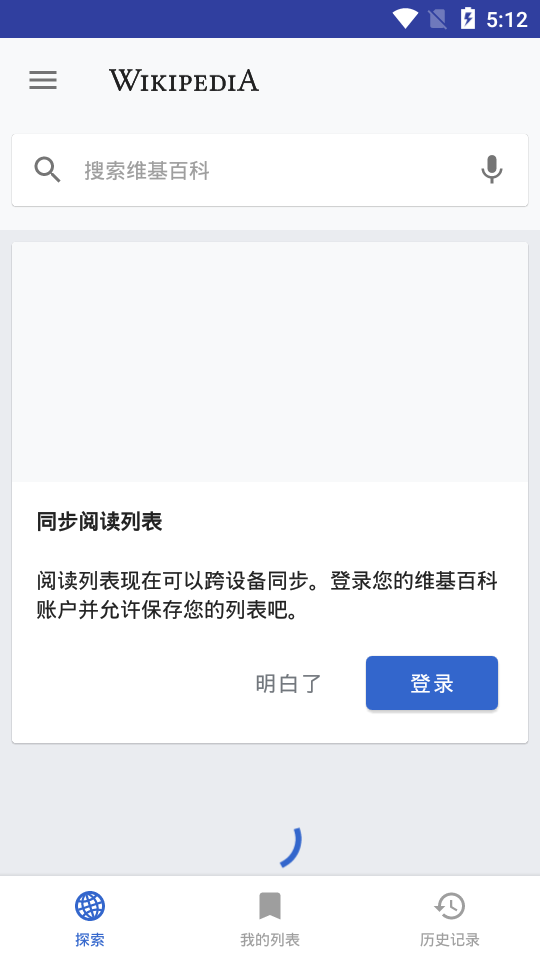 5:12
WIKIPEDIA
搜索维基百科
同步阅读列表
阅读列表现在可以跨设备同步。登录您的维基百科
账户并允许保存您的列表吧。
明白了
登录
探索
我的列表
历史记录